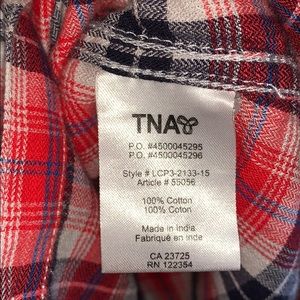 TNA
P.O. #4500045295
P.O. #4500045296
Style # LCP3-2133-15
Article # 55056
100% Cotton
100% Cotton
Made in India
Fabriqué en inde
CA 23725
RN 122354